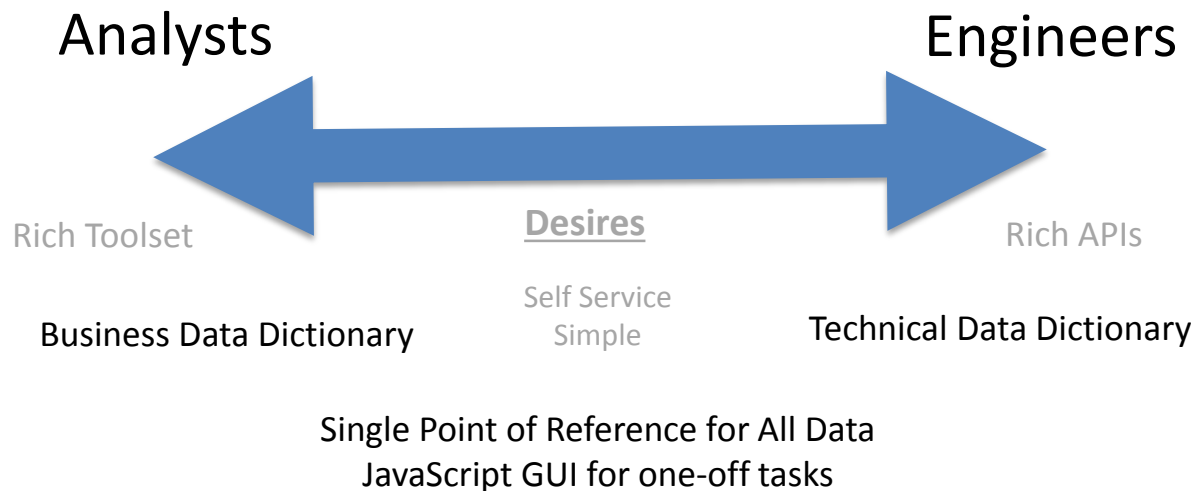 Analysts
Engineers
Rich Toolset
Desires
Rich APIs
Self Service
Simple
Business Data Dictionary
Technical Data Dictionary
Single Point of Reference for All Data
JavaScript GUI for one-off tasks